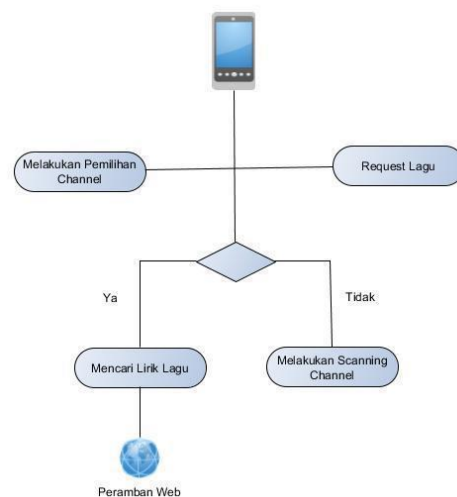 Melakukan Pemilihan
Channel
Request Lagu
Ya
Tidak
Mencari Lirik Lagu
Melakukan Scanning
Channel
Peramban Web